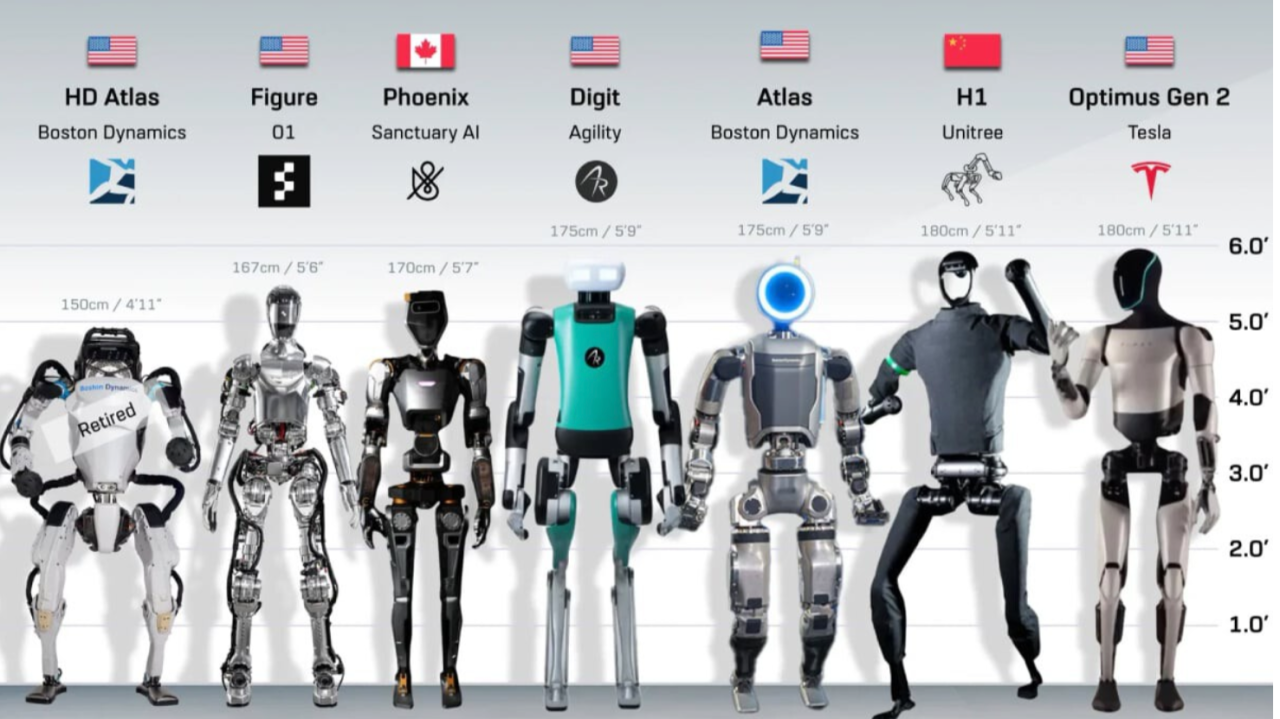 HD Atlas
Boston Dynamics
150cm / 4'11"
Figure
01
167cm / 5'6"
Phoenix
Sanctuary AI
170cm / 5'7"
Digit
Agility
175cm / 5'9"
Atlas
Boston Dynamics
175cm / 5'9"
H1
Unitree
180cm / 5'11"
Optimus Gen 2
Tesla
180cm / 5'11"
6.0'
5.0'
4.0'
3.0'
2.0'
1.0'
Boston Dynamics
Retired
AR
AR